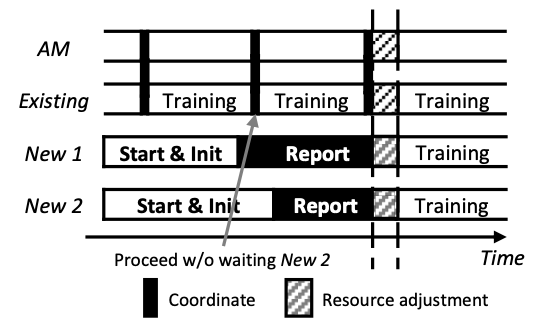 AM
Existing Training Training Training
New 1 Start & Init Report Training
New 2 Start & Init Report Training
Time
Proceed w/o waiting New 2
Coordinate Resource adjustment